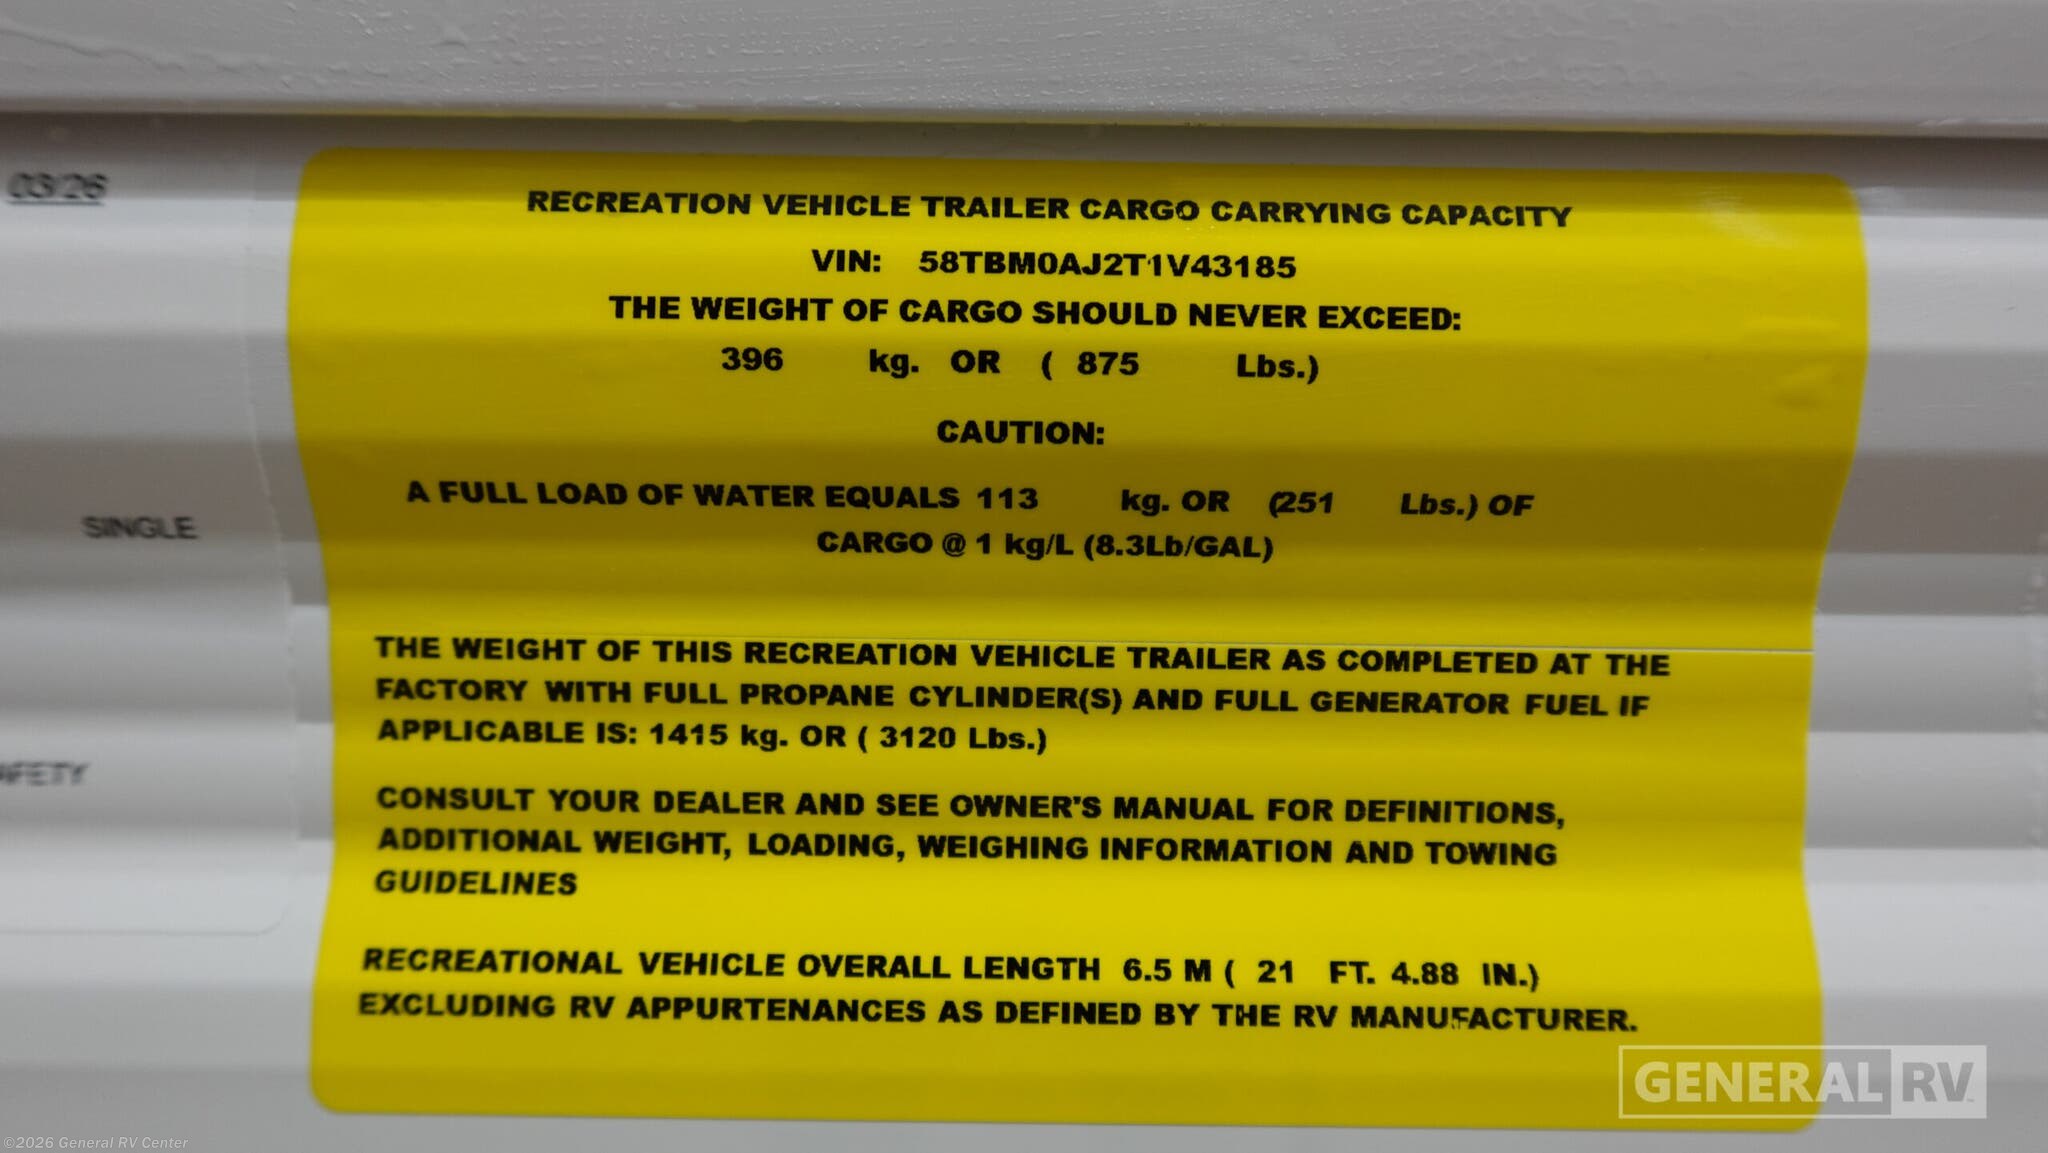 03/26
RECREATION VEHICLE TRAILER CARGO CARRYING CAPACITY
VIN: 58TBM0AJ2T1V43185
THE WEIGHT OF CARGO SHOULD NEVER EXCEED:
396 kg. OR ( 875 Lbs.)
CAUTION:
A FULL LOAD OF WATER EQUALS 113 kg. OR (251 Lbs.) OF
SINGLE
CARGO @ 1 kg/L (8.3Lb/GAL)
THE WEIGHT OF THIS RECREATION VEHICLE TRAILER AS COMPLETED AT THE
FACTORY WITH FULL PROPANE CYLINDER(S) AND FULL GENERATOR FUEL IF
APPLICABLE IS: 1415 kg. OR ( 3120 Lbs.)
AFETY
CONSULT YOUR DEALER AND SEE OWNER'S MANUAL FOR DEFINITIONS,
ADDITIONAL WEIGHT, LOADING, WEIGHING INFORMATION AND TOWING
GUIDELINES
RECREATIONAL VEHICLE OVERALL LENGTH 6.5 M ( 21 FT. 4.88 IN.)
EXCLUDING RV APPURTENANCES AS DEFINED BY THE RV MANUFACTURER.
GENERAL RV
©2026 General RV Center